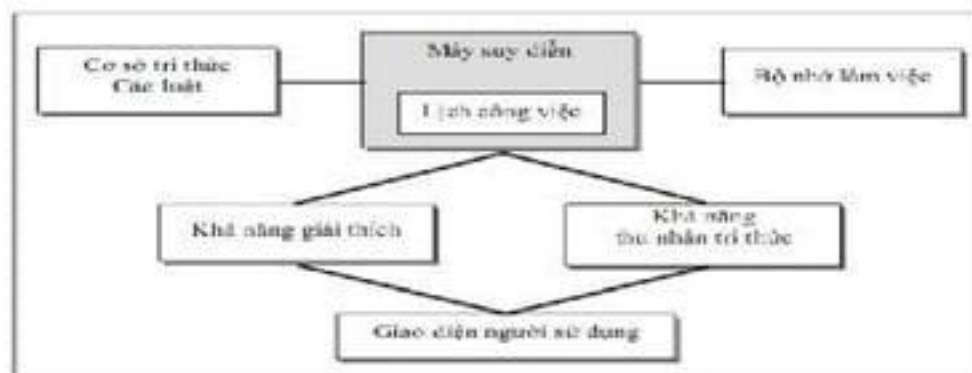 Cơ sở tri thức
Các luật
Máy suy diễn
Lịch công việc
Bộ nhớ làm việc
Khả năng giải thích
Khả năng
thu nhận tri thức
Giao diện người sử dụng